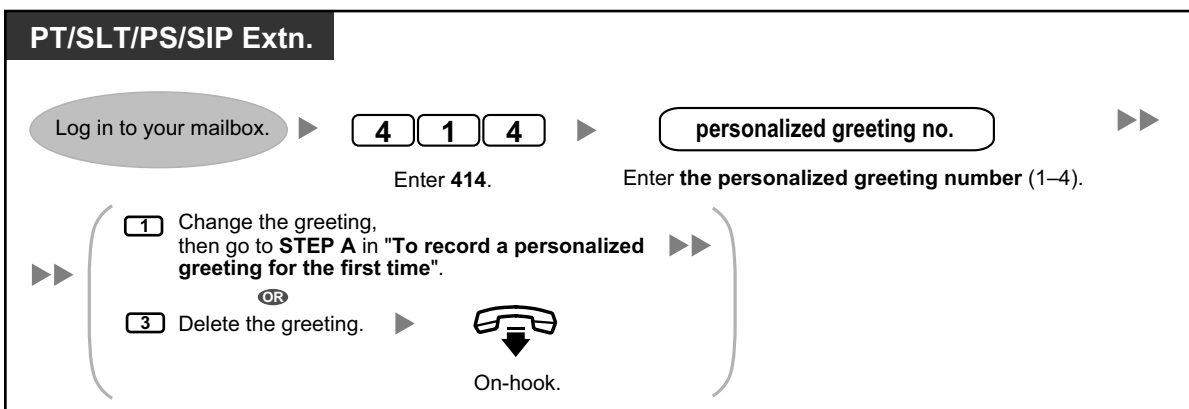 PT/SLT/PS/SIP Extn.
Log in to your mailbox.
4 1 4
personalized greeting no.
Enter 414.
Enter the personalized greeting number (1–4).
1 Change the greeting,
then go to STEP A in "To record a personalized
greeting for the first time".
OR
3 Delete the greeting.
On-hook.